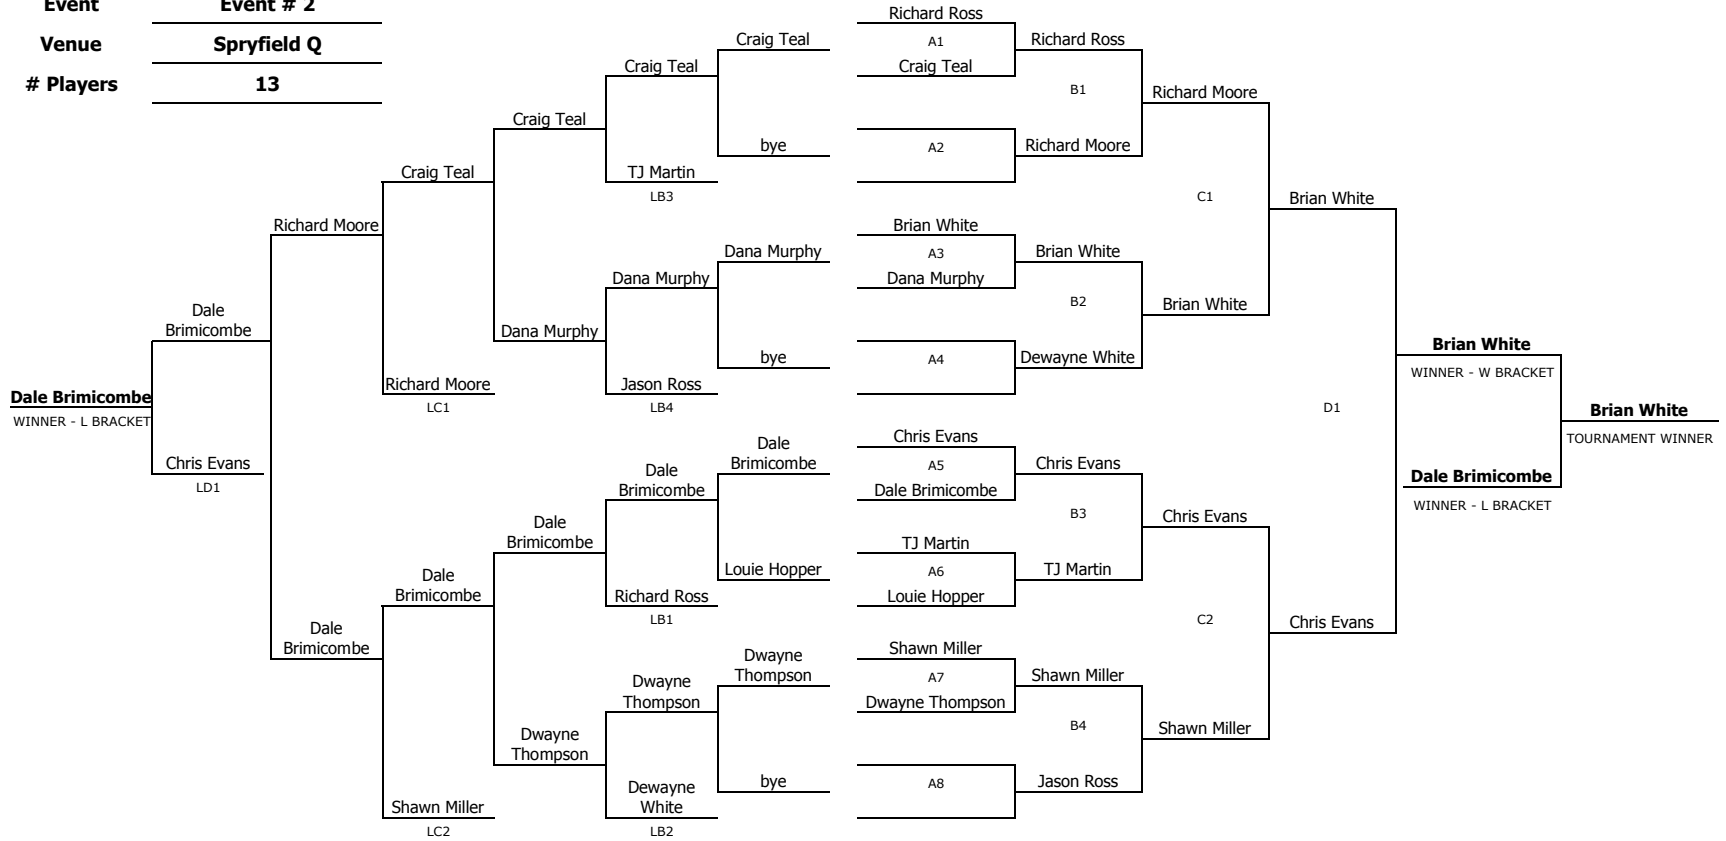 Event Event # 2
Venue Spryfield Q
# Players 13
Richard Ross
Craig Teal A1 Richard Ross
Craig Teal Craig Teal
B1
Craig Teal Richard Moore
bye A2 Richard Moore
Craig Teal TJ Martin
LB3 C1 Brian White
Richard Moore Brian White
Dana Murphy A3 Brian White
Dana Murphy Dana Murphy
Dale
Brimicombe
B2 Brian White
Dana Murphy
Brian White
bye A4 Dewayne White
WINNER - W BRACKET
Richard Moore Jason Ross
Dale Brimicombe
LC1 LB4 D1 Brian White
WINNER - L BRACKET
TOURNAMENT WINNER
Chris Evans
Dale
Brimicombe A5 Chris Evans
Chris Evans
LD1
Dale
Brimicombe Dale Brimicombe
Dale Brimicombe
WINNER - L BRACKET
B3 Chris Evans
Dale
Brimicombe
TJ Martin
Louie Hopper A6 TJ Martin
Dale
Brimicombe
Richard Ross Louie Hopper
LB1 C2 Chris Evans
Dale
Brimicombe
Shawn Miller
Dwayne
Thompson A7 Shawn Miller
Dwayne
Thompson Dwayne Thompson
B4 Shawn Miller
Dwayne
Thompson
bye A8 Jason Ross
Shawn Miller
Dewayne
White
LC2 LB2